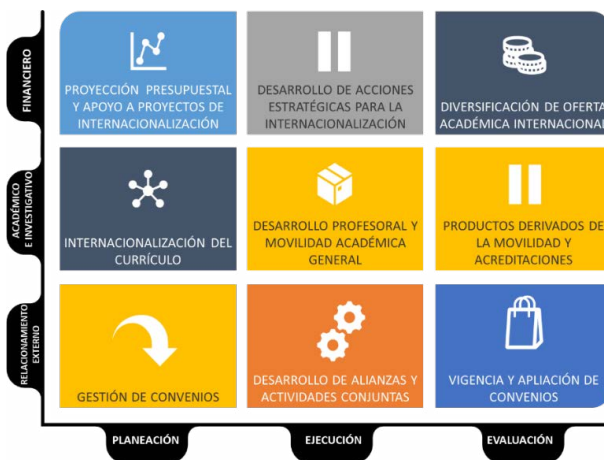 FINANCIERO
PROYECCIÓN PRESUPUESTAL
Y APOYO A PROYECTOS DE
INTERNACIONALIZACIÓN
DESARROLLO DE ACCIONES
ESTRATÉGICAS PARA LA
INTERNACIONALIZACIÓN
DIVERSIFICACIÓN DE OFERTA
ACADÉMICA INTERNACIONAL
ACADÉMICO
E INVESTIGATIVO
INTERNACIONALIZACIÓN DEL
CURRÍCULO
DESARROLLO PROFESORAL Y
MOVILIDAD ACADÉMICA
GENERAL
PRODUCTOS DERIVADOS DE
LA MOVILIDAD Y
ACREDITACIONES
RELACIONAMIENTO
EXTERNO
GESTIÓN DE CONVENIOS
DESARROLLO DE ALIANZAS Y
ACTIVIDADES CONJUNTAS
VIGENCIA Y APLIACIÓN DE
CONVENIOS
PLANEACIÓN
EJECUCIÓN
EVALUACIÓN